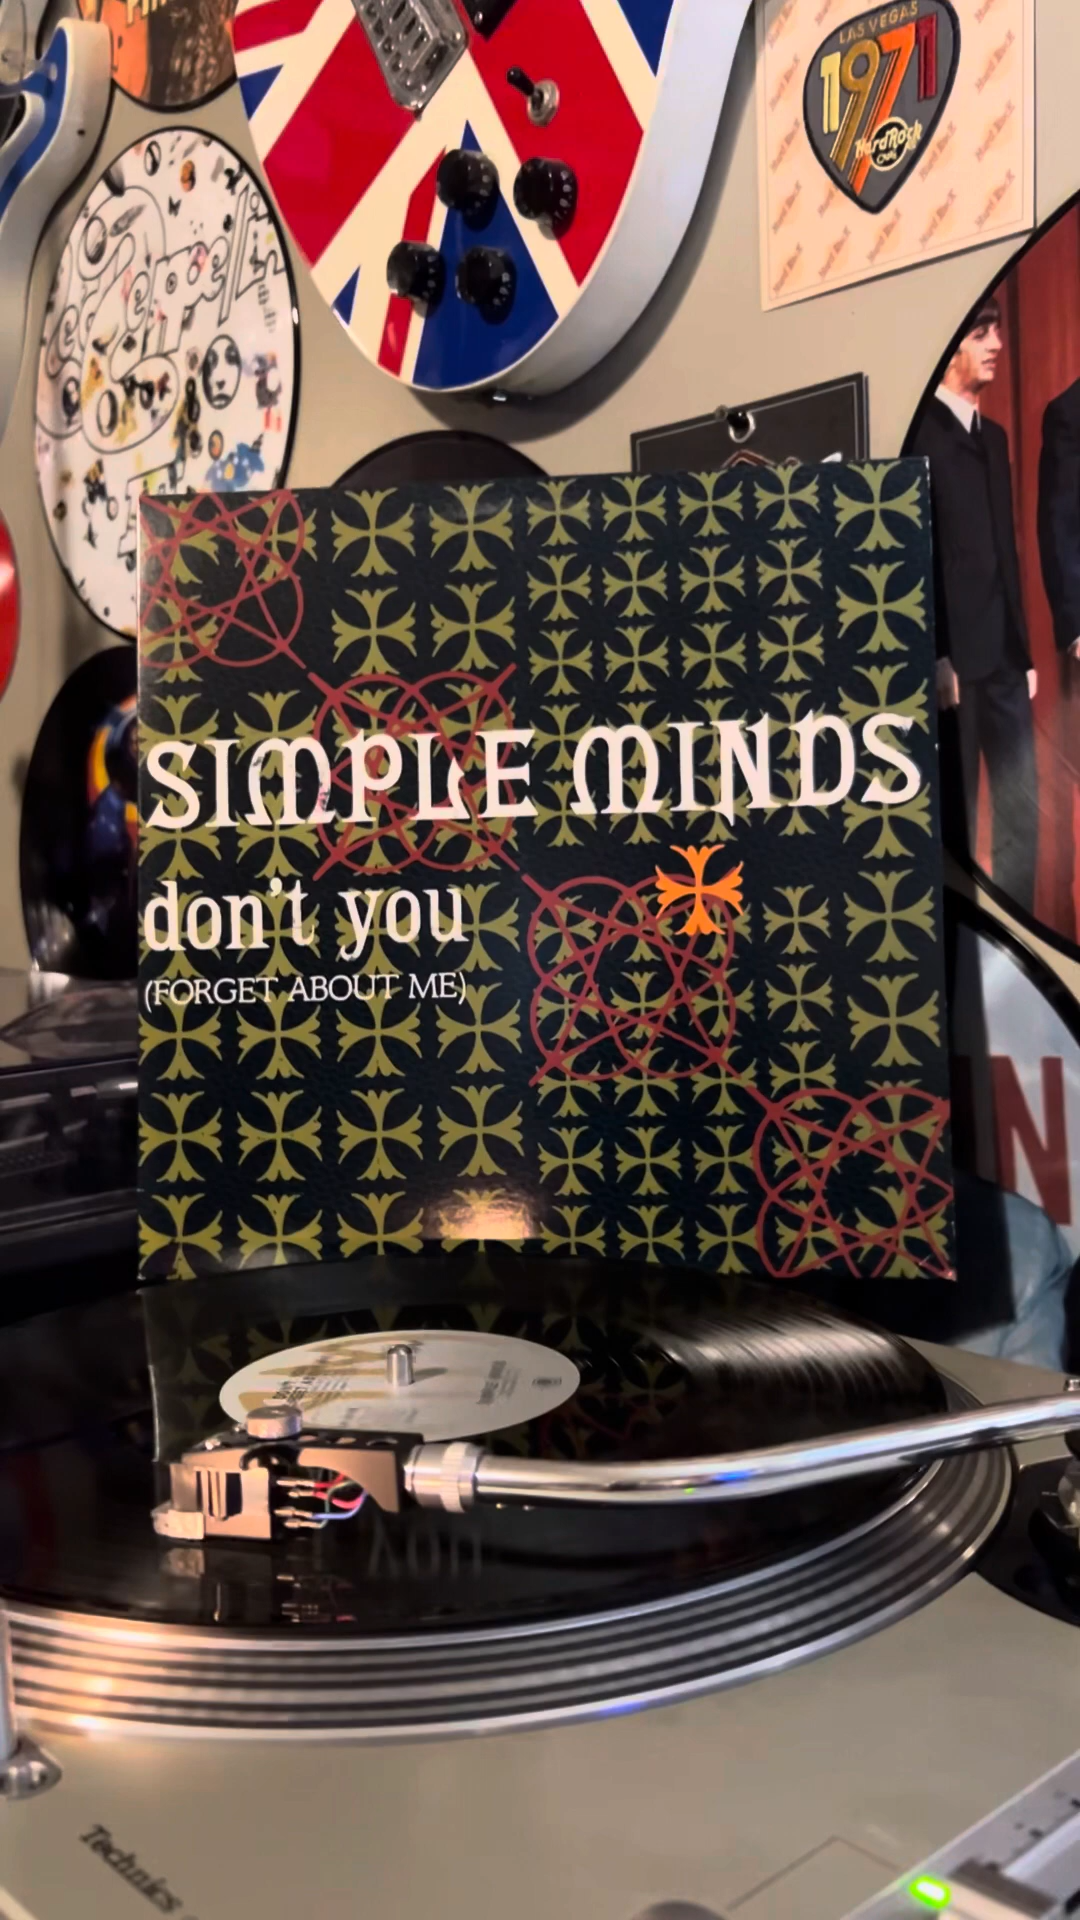 LAS VEGAS
1971
Hard Rock
CAFE
SIMPLE MINDS
don't you
(FORGET ABOUT ME)
N
Technics